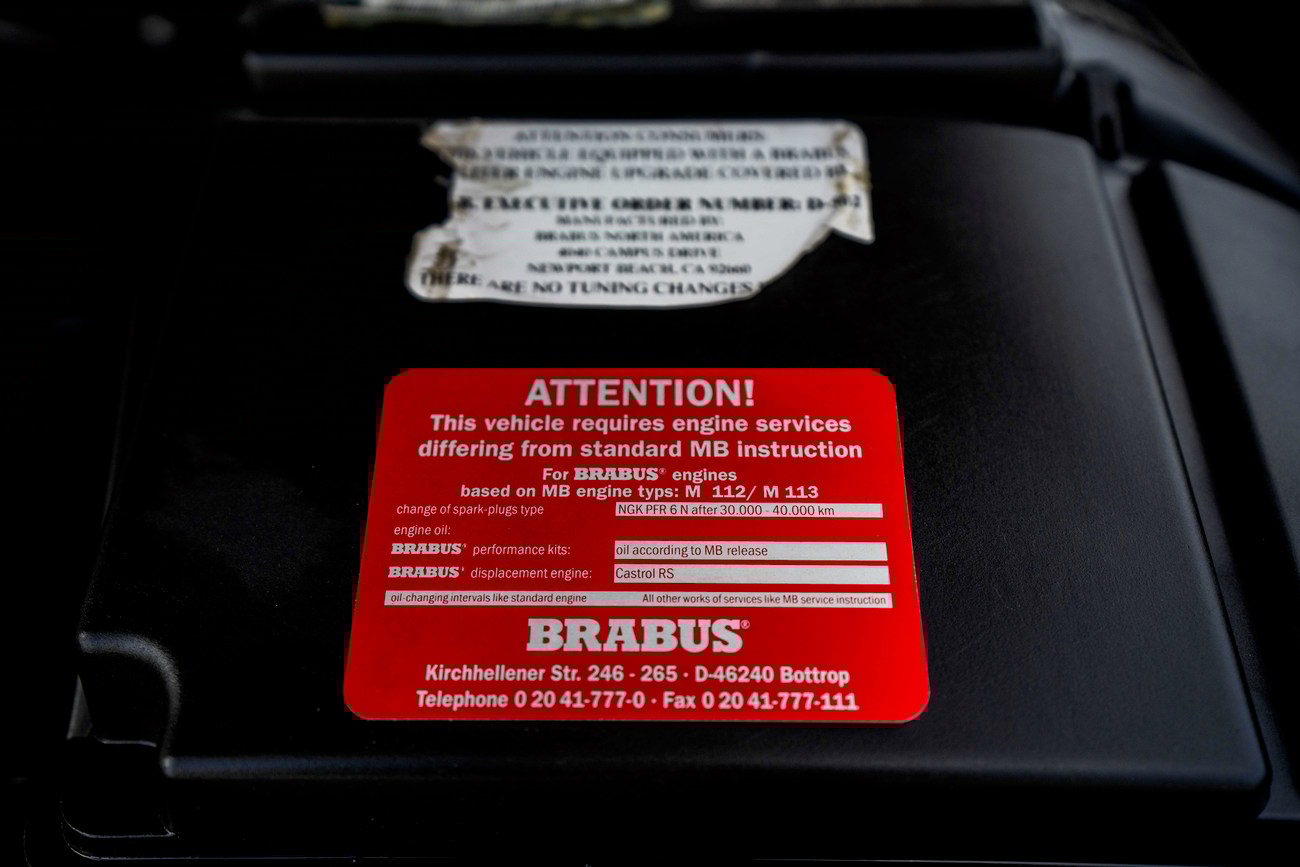 ATTENTION CONSUMERS
VEHICLE EQUIPPED WITH A BRABUS
LITER ENGINE UPGRADE COVERED
EXECUTIVE ORDER NUMBER:
MANUFACTURED BY:
BRABUS NORTH AMERICA
4040 CAMPUS DRIVE
NEWPORT BEACH, CA 92660
THERE ARE NO TUNING CHANGES
ATTENTION!
This vehicle requires engine services
differing from standard MB instruction
For BRABUS® engines
based on MB engine typs: M 112/ M 113
change of spark-plugs type NGK PFR 6 N after 30.000 - 40.000 km
engine oil:
BRABUS® performance kits: oil according to MB release
BRABUS® displacement engine: Castrol RS
oil-changing intervals like standard engine All other works of services like MB service instruction
BRABUS®
Kirchhellener Str. 246 - 265 · D-46240 Bottrop
Telephone 0 20 41-777-0 · Fax 0 20 41-777-111